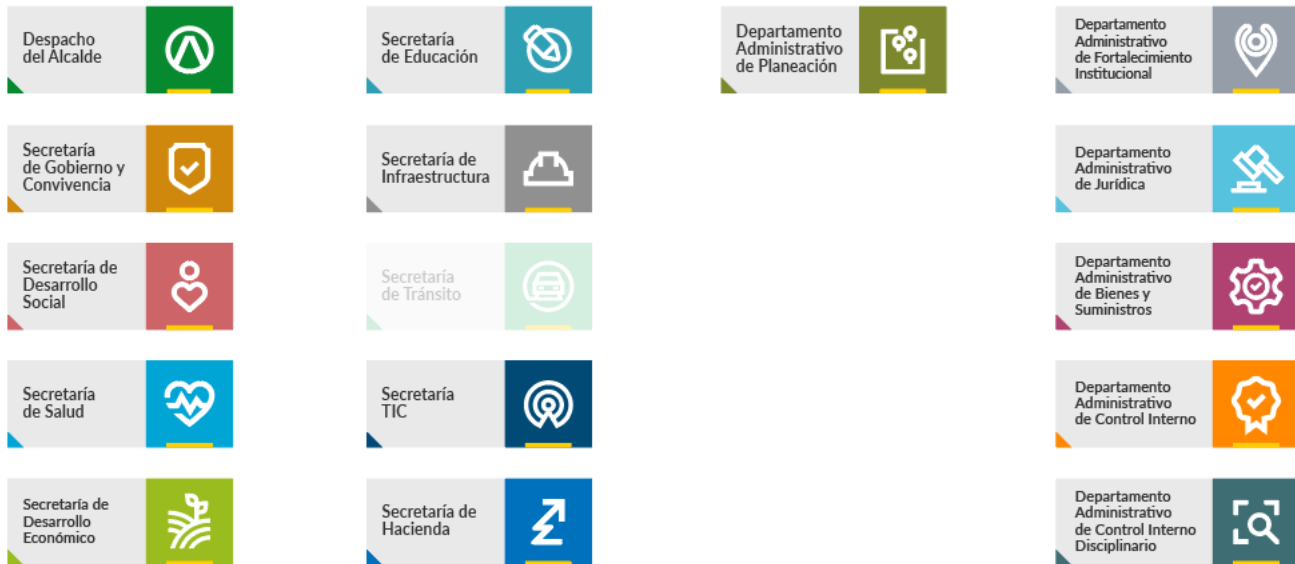 Despacho
del Alcalde
Secretaría
de Gobierno y
Convivencia
Secretaría de
Desarrollo
Social
Secretaría
de Salud
Secretaría de
Desarrollo
Económico
Secretaría
de Educación
Secretaría de
Infraestructura
Secretaría
de Tránsito
Secretaría
TIC
Secretaría de
Hacienda
Departamento
Administrativo
de Planeación
Departamento
Administrativo
de Fortalecimiento
Institucional
Departamento
Administrativo
de Jurídica
Departamento
Administrativo
de Bienes y
Suministros
Departamento
Administrativo
de Control Interno
Departamento
Administrativo
de Control Interno
Disciplinario